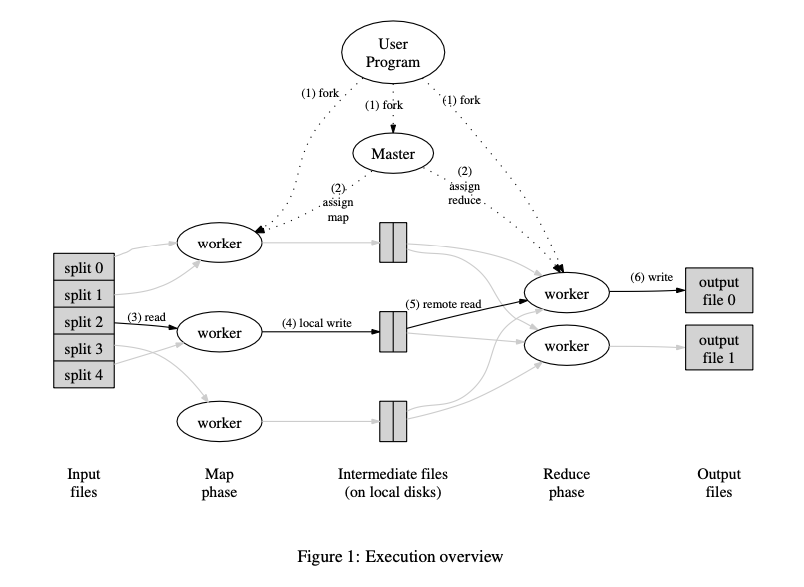 User
Program
(1) fork
(1) fork
(1) fork
Master
(2)
assign
map
(2)
assign
reduce
worker
split 0
split 1
split 2
split 3
split 4
(3) read
worker
(4) local write
(5) remote read
worker
worker
worker
(6) write
output
file 0
output
file 1
Input
files
Map
phase
Intermediate files
(on local disks)
Reduce
phase
Output
files
Figure 1: Execution overview